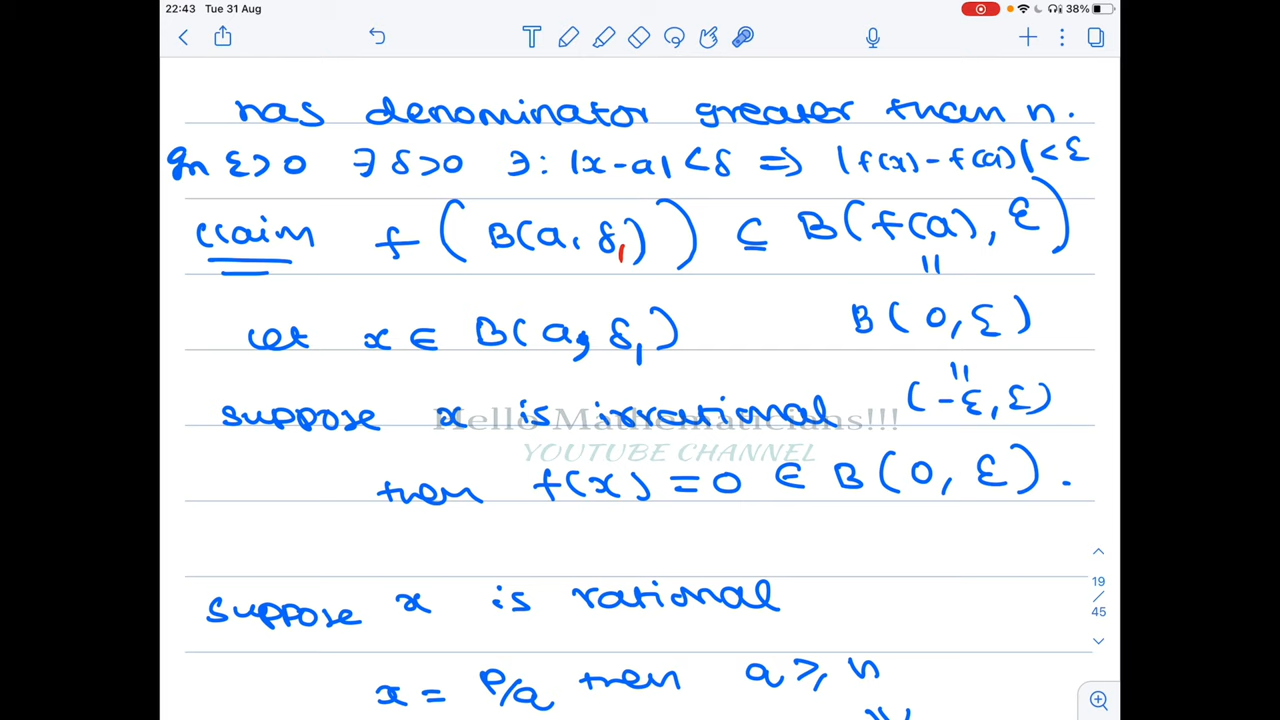 22:43 Tue 31 Aug 38%
has denominator greater than n.
Gn ε>0 ∃ δ>0 ∋: |x-a|<δ ⇒ |f(x)-f(a)|<ε
claim f(B(a, δ₁)) ⊆ B(f(a), ε)
||
let x ∈ B(a, δ₁) B(0, ε)
||
suppose x is irrational (-ε, ε)
Hello Mathematicians!!!
YOUTUBE CHANNEL
then f(x) = 0 ∈ B(0, ε).
suppose x is rational
19
/
45
x = p/q then q ≥ n